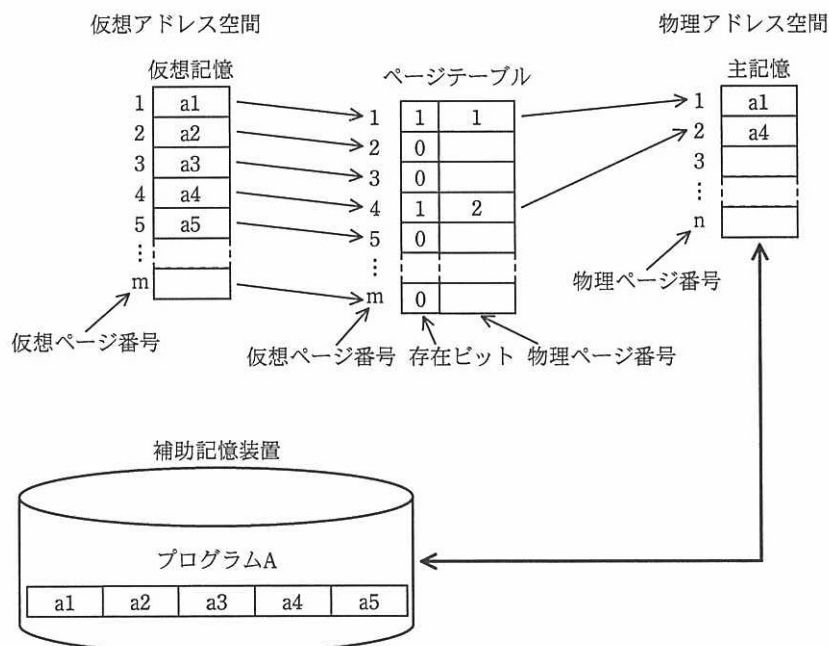 仮想アドレス空間
仮想記憶
1 a1
2 a2
3 a3
4 a4
5 a5
⋮
m
仮想ページ番号
ページテーブル
1 1 1
2 0
3 0
4 1 2
5 0
⋮
m 0
仮想ページ番号 存在ビット 物理ページ番号
物理アドレス空間
主記憶
1 a1
2 a4
3
⋮
n
物理ページ番号
補助記憶装置
プログラムA
a1 a2 a3 a4 a5